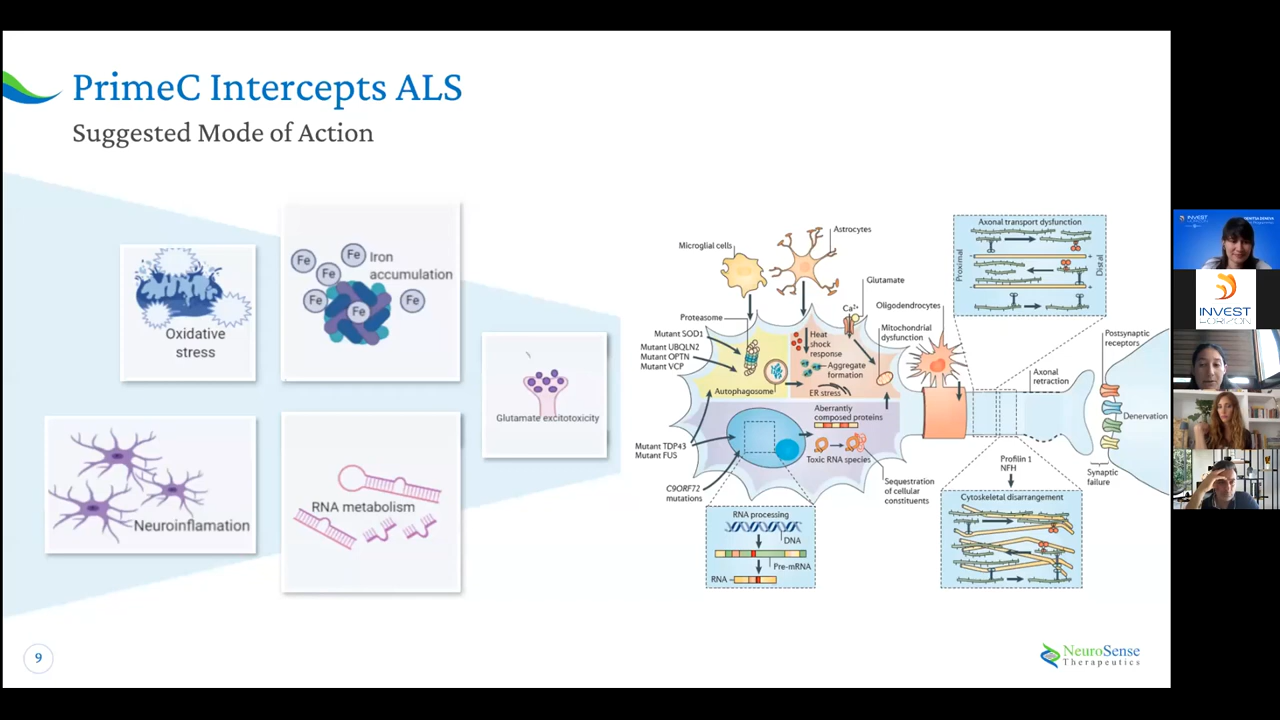 PrimeC Intercepts ALS
Suggested Mode of Action
Oxidative
stress
Fe
Fe
Fe
Fe
Fe
Fe
Iron
accumulation
Glutamate excitotoxicity
Neuroinflamation
RNA metabolism
Microglial cells
Astrocytes
Glutamate
Ca2+
Oligodendrocytes
Proteasome
Mutant SOD1
Mutant UBQLN2
Mutant OPTN
Mutant VCP
Heat
shock
response
Aggregate
formation
Mitochondrial
dysfunction
Autophagosome
ER stress
Aberrantly
composed proteins
Toxic RNA species
Mutant TDP43
Mutant FUS
C9ORF72
mutations
Sequestration
of cellular
constituents
RNA processing
DNA
Pre-mRNA
RNA
Axonal transport dysfunction
Proximal
Distal
Axonal
retraction
Postsynaptic
receptors
Denervation
Synaptic
failure
Profilin 1
NFH
Cytoskeletal disarrangement
9
NeuroSense
Therapeutics
INVEST
INVEST
HORIZON